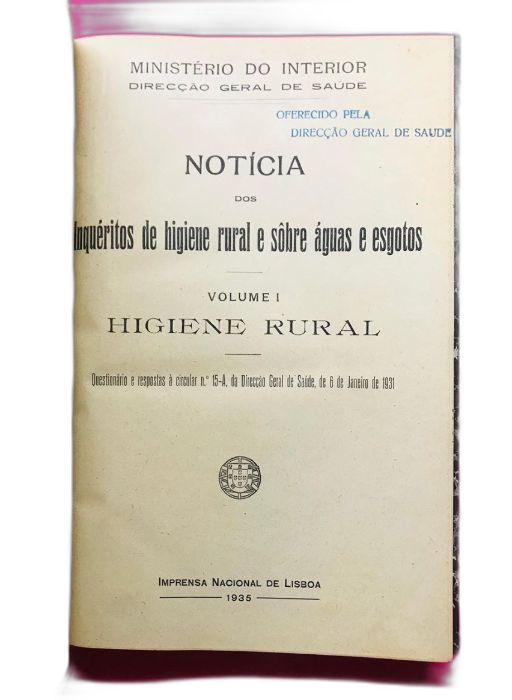 MINISTÉRIO DO INTERIOR
DIRECÇÃO GERAL DE SAÚDE
OFERECIDO PELA
DIRECÇÃO GERAL DE SAUDE
NOTÍCIA
DOS
Inquéritos de higiene rural e sôbre águas e esgotos
VOLUME I
HIGIENE RURAL
Questionário e respostas à circular n.º 15-A, da Direcção Geral de Saúde, de 6 de Janeiro de 1931
IMPRENSA NACIONAL DE LISBOA
1935